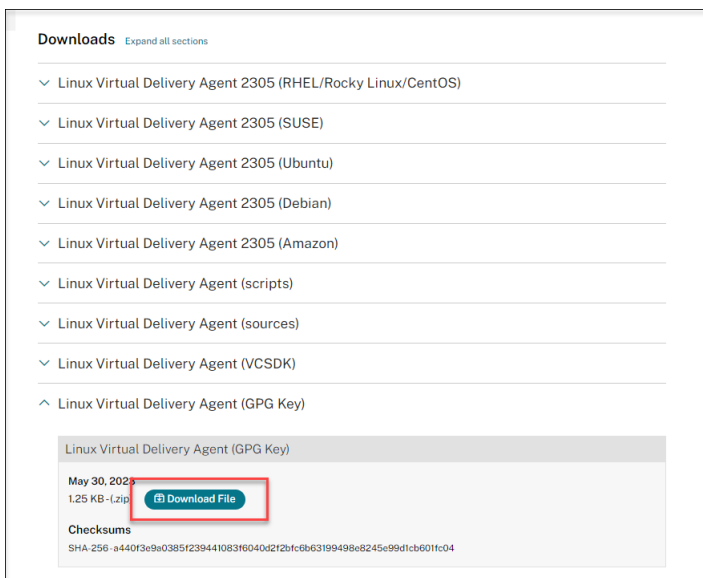 Downloads Expand all sections
Linux Virtual Delivery Agent 2305 (RHEL/Rocky Linux/CentOS)
Linux Virtual Delivery Agent 2305 (SUSE)
Linux Virtual Delivery Agent 2305 (Ubuntu)
Linux Virtual Delivery Agent 2305 (Debian)
Linux Virtual Delivery Agent 2305 (Amazon)
Linux Virtual Delivery Agent (scripts)
Linux Virtual Delivery Agent (sources)
Linux Virtual Delivery Agent (VCSDK)
Linux Virtual Delivery Agent (GPG Key)
Linux Virtual Delivery Agent (GPG Key)
May 30, 2023
1.25 KB-(.zip) Download File
Checksums
SHA-256-a440f3e9a0385f239441083f6040d2f2bfc6b63199498e8245e99d1cb601fc04